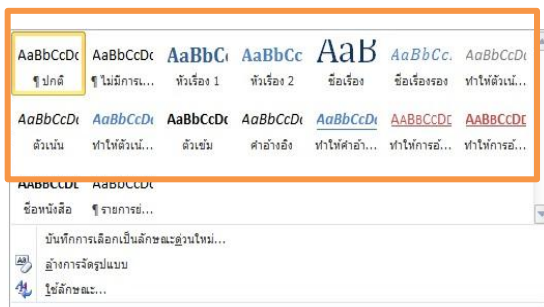 AaBbCcDc AaBbCcDc AaBbC AaBbCc AaB AaBbCc. AaBbCcDc
¶ ปกติ ¶ ไม่มีการเ... หัวเรื่อง 1 หัวเรื่อง 2 ชื่อเรื่อง ชื่อเรื่องรอง ทำให้ตัวเน้...
AaBbCcDc AaBbCcDc AaBbCcDc AaBbCcDc AaBbCcDc AABBCCDD AABBCCDD
ตัวเน้น ทำให้ตัวเน้... ตัวเข้ม คำอ้างอิง ทำให้คำอ้า... ทำให้การอ้... ทำให้การอ้...
AABBCCDD AaBbCcDc
ชื่อหนังสือ ¶ รายการย่...
บันทึกการเลือกเป็นลักษณะด่วนใหม่...
ล้างการจัดรูปแบบ
ใช้ลักษณะ...